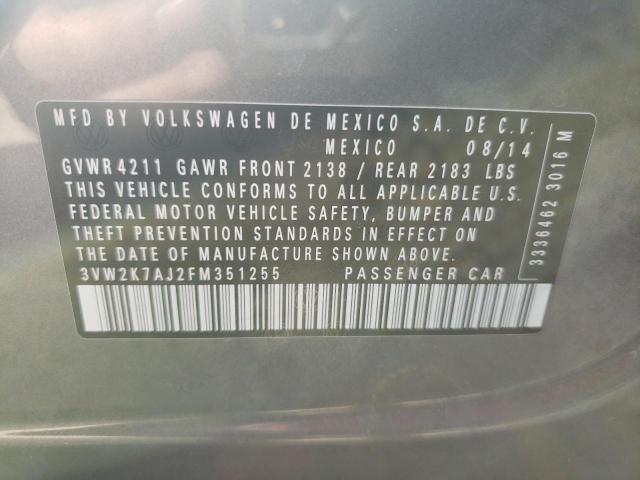 MFD BY VOLKSWAGEN DE MEXICO S.A. DE C.V.
MEXICO 08/14
GVWR 4211 GAWR FRONT 2138 / REAR 2183 LBS
THIS VEHICLE CONFORMS TO ALL APPLICABLE U.S.
FEDERAL MOTOR VEHICLE SAFETY, BUMPER AND
THEFT PREVENTION STANDARDS IN EFFECT ON
THE DATE OF MANUFACTURE SHOWN ABOVE.
3VW2K7AJ2FM351255 PASSENGER CAR
3336462 3016 M